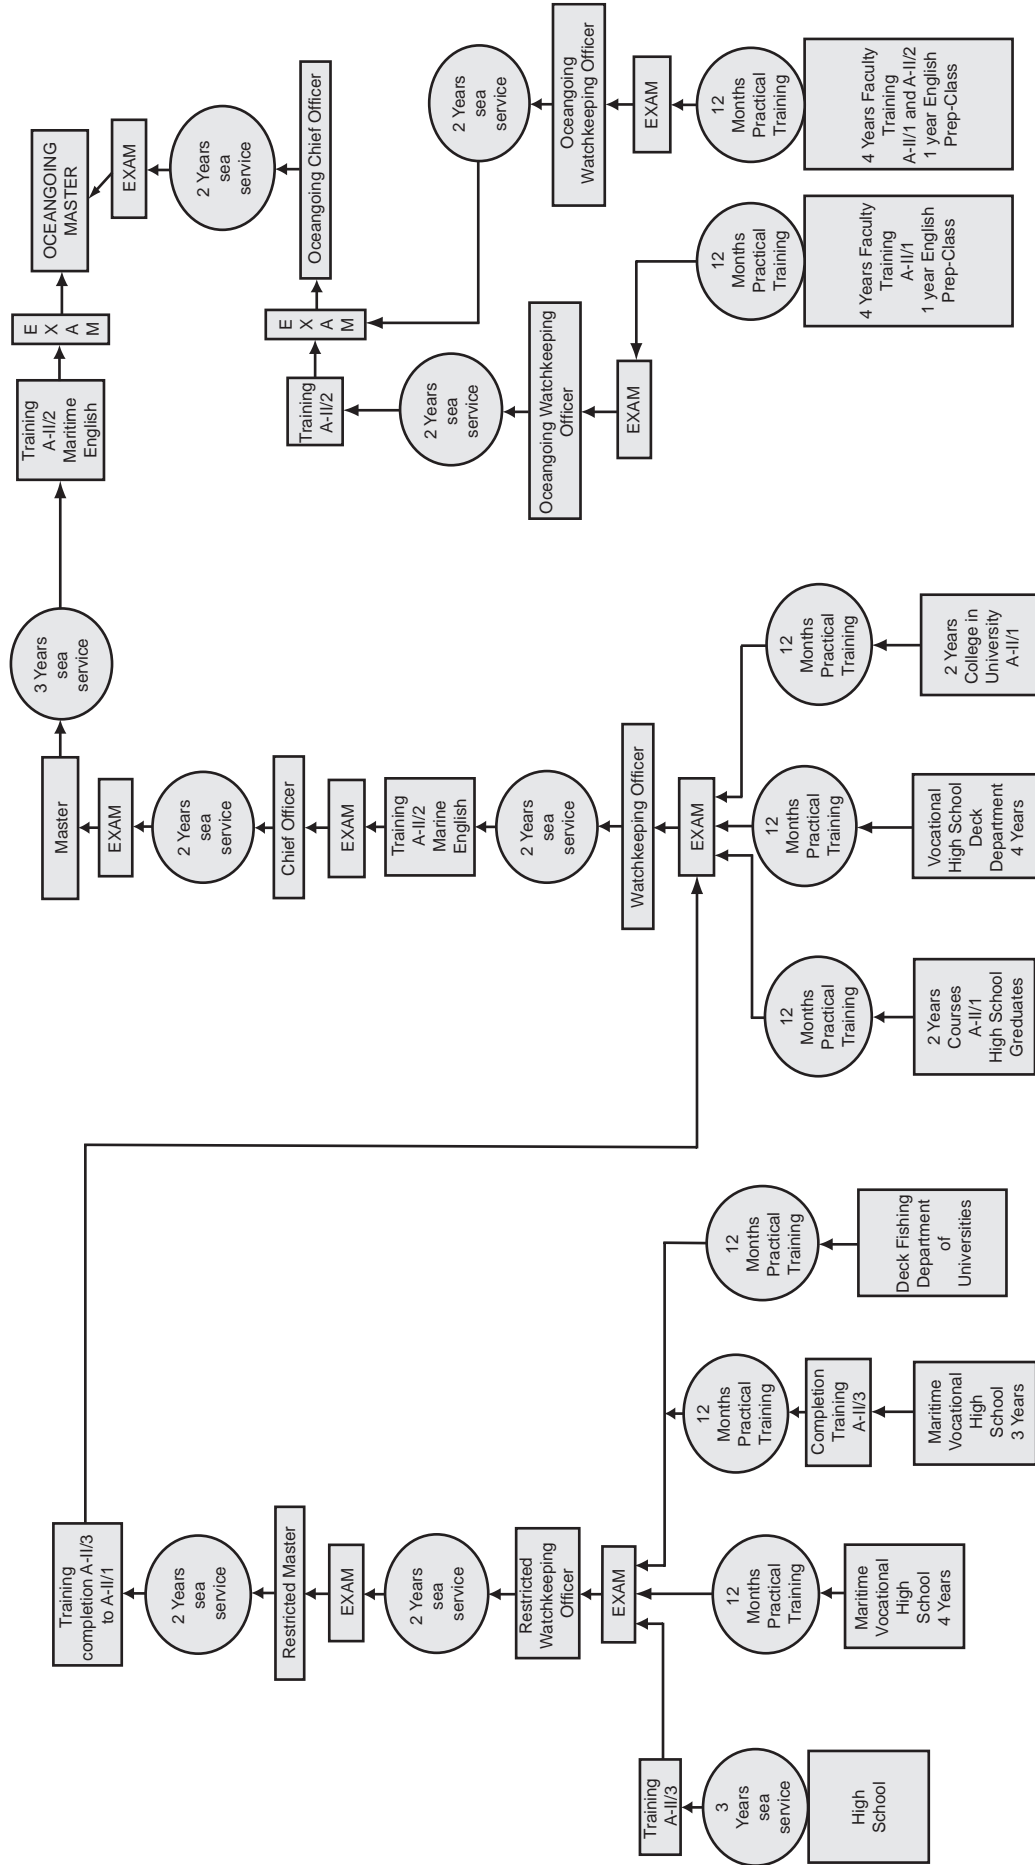 Training
completion A-II/3
to A-II/1
2 Years
sea
service
Restricted Master
EXAM
2 Years
sea
service
Restricted
Watchkeeping
Officer
EXAM
Training
A-II/3
3
Years
sea
service
High
School
12
Months
Practical
Training
Maritime
Vocational
High
School
4 Years
12
Months
Practical
Training
Completion
Training
A-II/3
Maritime
Vocational
High
School
3 Years
12
Months
Practical
Training
Deck Fishing
Department
of
Universities
Master
EXAM
2 Years
sea
service
Chief Officer
EXAM
Training
A-II/2
Marine
English
2 Years
sea
service
Watchkeeping Officer
EXAM
12
Months
Practical
Training
2 Years
Courses
A-II/1
High School
Greduates
12
Months
Practical
Training
Vocational
High School
Deck
Department
4 Years
12
Months
Practical
Training
2 Years
College in
University
A-II/1
3 Years
sea
service
Training
A-II/2
Maritime
English
E X A M
OCEANGOING
MASTER
EXAM
2 Years
sea
service
Oceangoing Chief Officer
E X A M
Training
A-II/2
2 Years
sea
service
Oceangoing Watchkeeping
Officer
EXAM
12
Months
Practical
Training
4 Years Faculty
Training
A-II/1
1 year English
Prep-Class
2 Years
sea
service
Oceangoing
Watchkeeping Officer
EXAM
12
Months
Practical
Training
4 Years Faculty
Training
A-II/1 and A-II/2
1 year English
Prep-Class